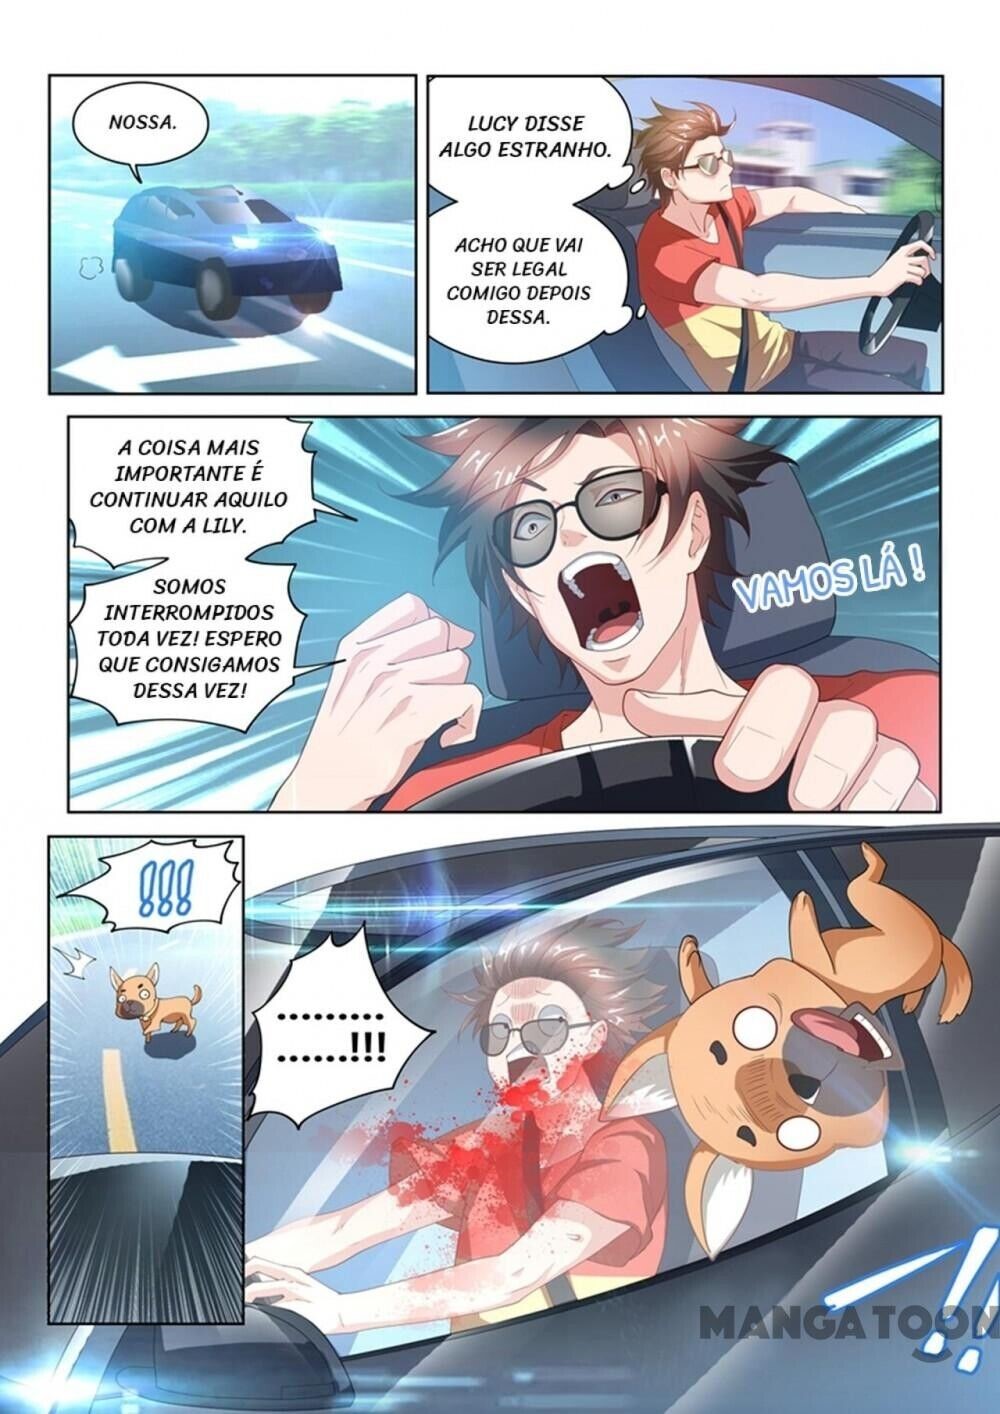 NOSSA.
LUCY DISSE
ALGO ESTRANHO.
ACHO QUE VAI
SER LEGAL
COMIGO DEPOIS
DESSA.
A COISA MAIS
IMPORTANTE É
CONTINUAR AQUILO
COM A LILY.
SOMOS
INTERROMPIDOS
TODA VEZ! ESPERO
QUE CONSIGAMOS
DESSA VEZ!
VAMOS LÁ!
!!!
..........
.......!!!
MANGATOON